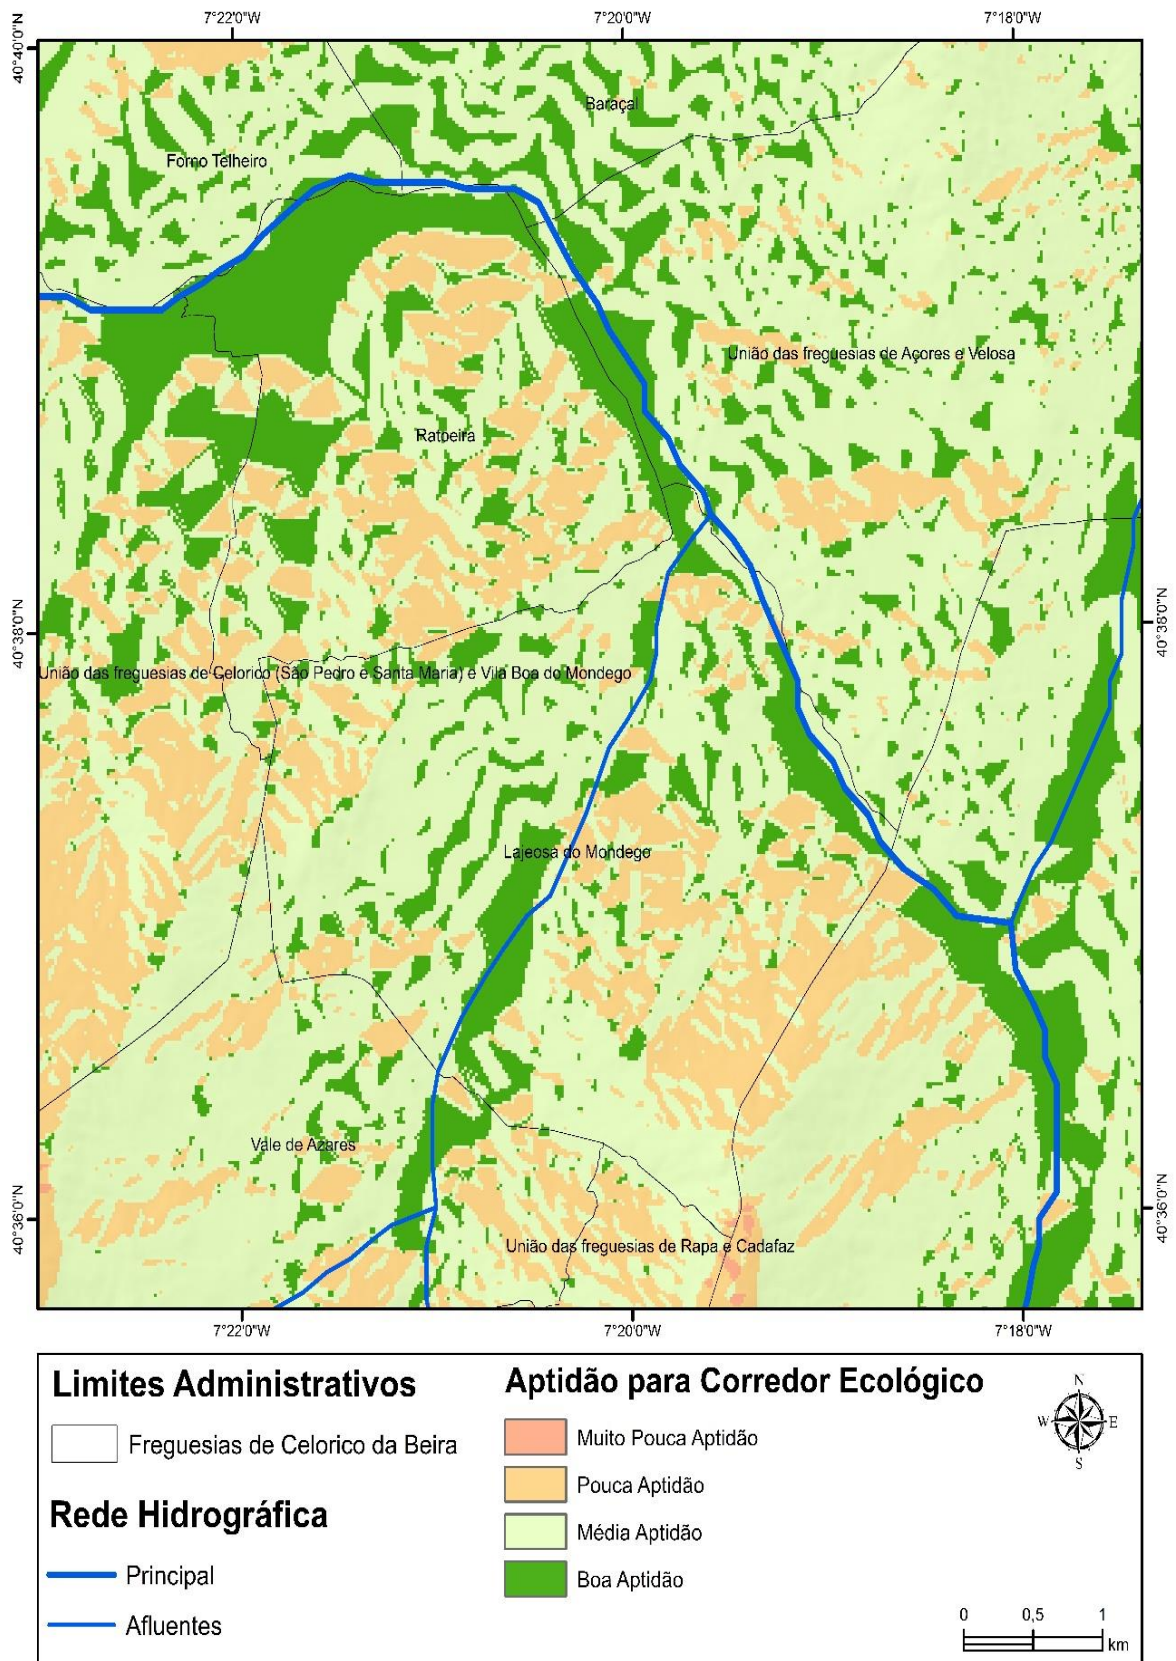 7°22'0"W
7°20'0"W
7°18'0"W
40°40'0"N
Baraçal
Forno Telheiro
União das freguesias de Açores e Velosa
Ratoeira
40°38'0"N
40°38'0"N
União das freguesias de Celorico (São Pedro e Santa Maria) e Vila Boa do Mondego
Lajeosa do Mondego
Vale de Azares
40°36'0"N
40°36'0"N
União das freguesias de Rapa e Cadafaz
7°22'0"W
7°20'0"W
7°18'0"W
Limites Administrativos
Freguesias de Celorico da Beira
Rede Hidrográfica
Principal
Afluentes
Aptidão para Corredor Ecológico
Muito Pouca Aptidão
Pouca Aptidão
Média Aptidão
Boa Aptidão
N
W
E
S
0 0,5 1
km